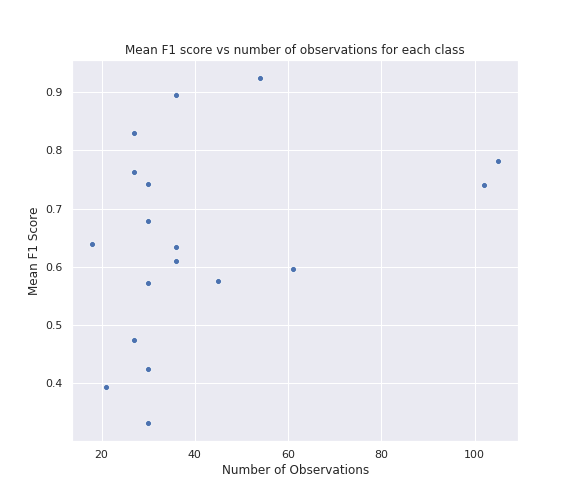 Mean F1 score vs number of observations for each class
0.9
0.8
0.7
0.6
0.5
0.4
Mean F1 Score
20 40 60 80 100
Number of Observations